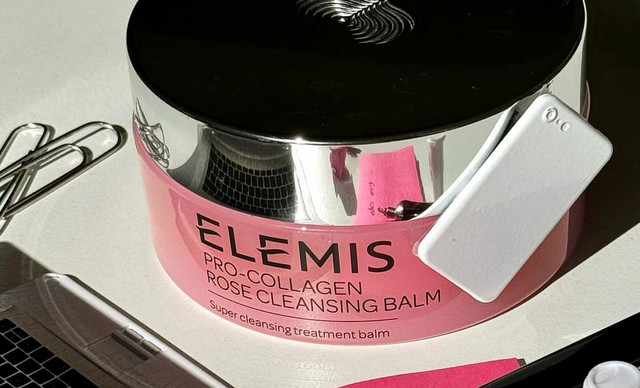 ELEMIS
PRO-COLLAGEN
ROSE CLEANSING BALM
Super cleansing treatment balm